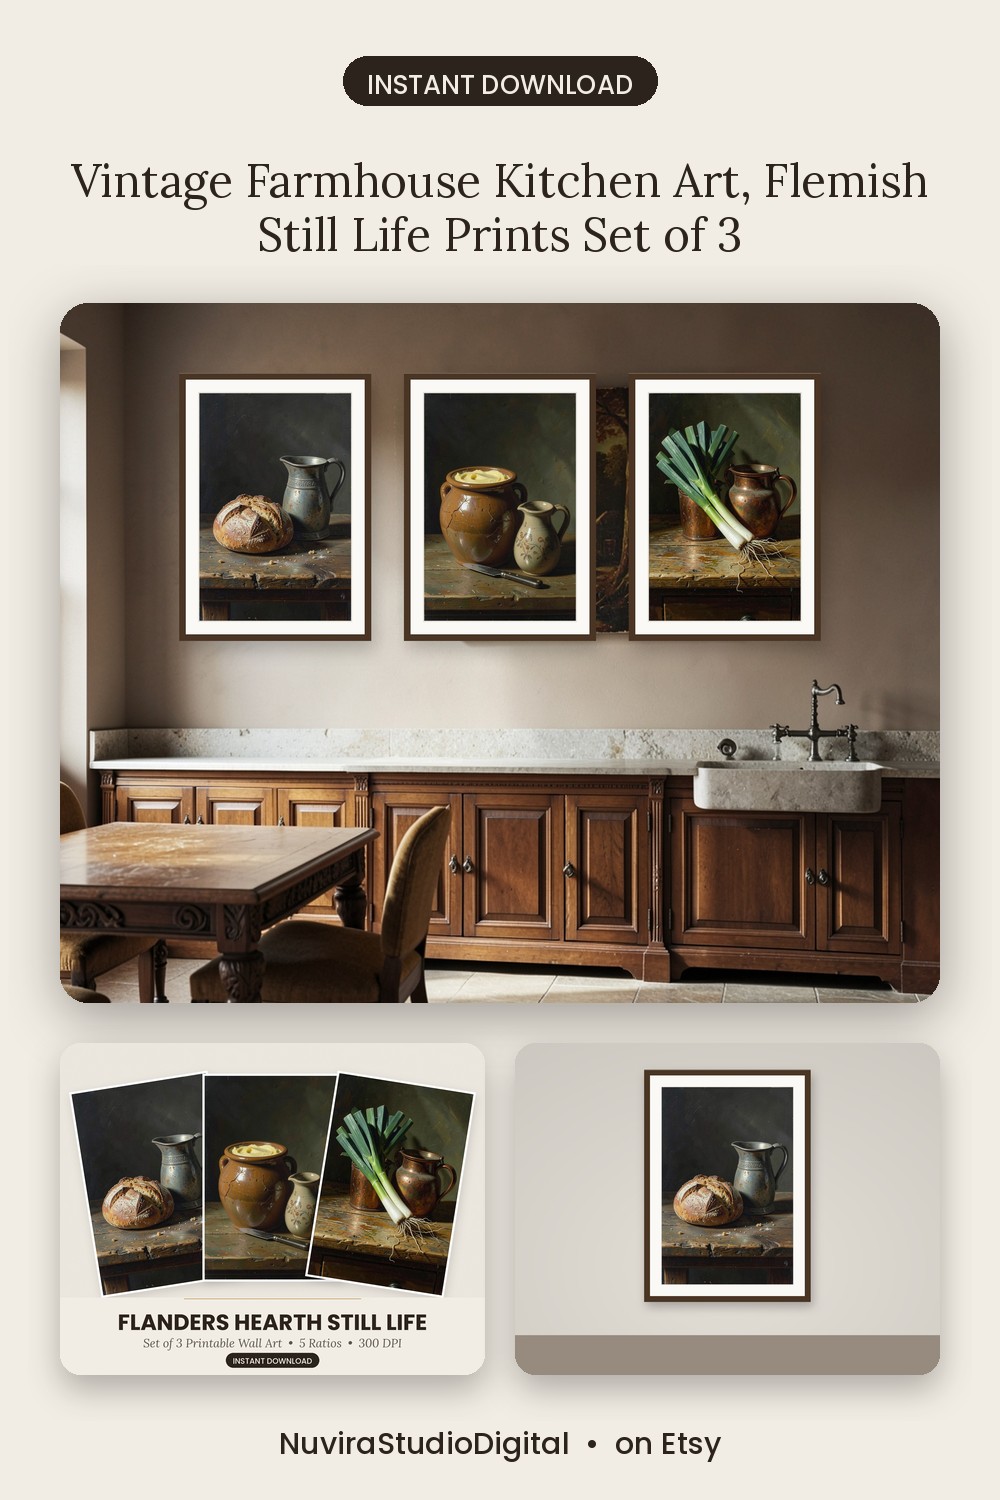 INSTANT DOWNLOAD
Vintage Farmhouse Kitchen Art, Flemish
Still Life Prints Set of 3
FLANDERS HEARTH STILL LIFE
Set of 3 Printable Wall Art • 5 Ratios • 300 DPI
INSTANT DOWNLOAD
NuviraStudioDigital • on Etsy